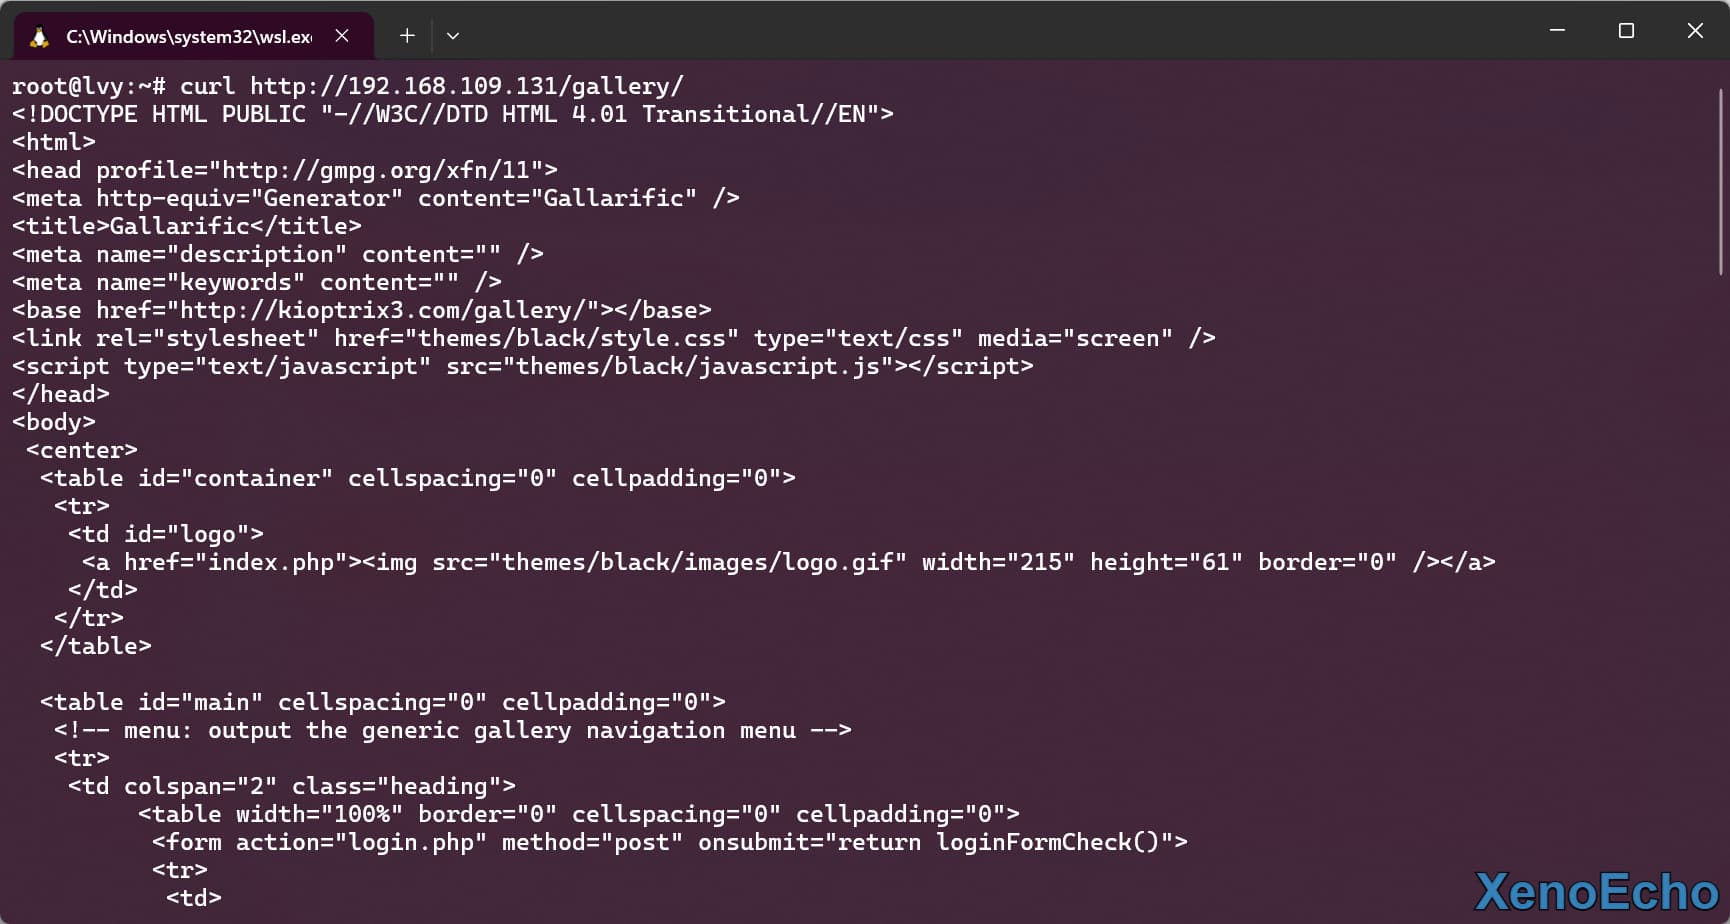 C:\Windows\system32\wsl.exe
root@lvy:~# curl http://192.168.109.131/gallery/
<!DOCTYPE HTML PUBLIC "-//W3C//DTD HTML 4.01 Transitional//EN">
<html>
<head profile="http://gmpg.org/xfn/11">
<meta http-equiv="Generator" content="Gallarific" />
<title>Gallarific</title>
<meta name="description" content="" />
<meta name="keywords" content="" />
<base href="http://kioptrix3.com/gallery/"></base>
<link rel="stylesheet" href="themes/black/style.css" type="text/css" media="screen" />
<script type="text/javascript" src="themes/black/javascript.js"></script>
</head>
<body>
 <center>
  <table id="container" cellspacing="0" cellpadding="0">
   <tr>
    <td id="logo">
     <a href="index.php"><img src="themes/black/images/logo.gif" width="215" height="61" border="0" /></a>
    </td>
   </tr>
  </table>

  <table id="main" cellspacing="0" cellpadding="0">
   <!-- menu: output the generic gallery navigation menu -->
   <tr>
    <td colspan="2" class="heading">
         <table width="100%" border="0" cellspacing="0" cellpadding="0">
          <form action="login.php" method="post" onsubmit="return loginFormCheck()">
          <tr>
           <td>
XenoEcho